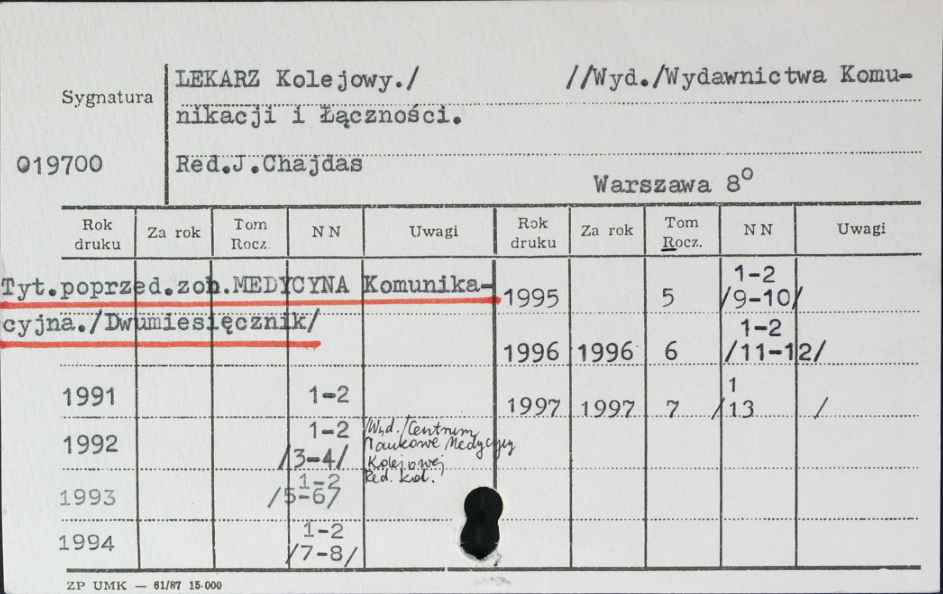 LEKARZ Kolejowy./ //Wyd./Wydawnictwa Komu-
Sygnatura
nikacji i Łączności.
019700 Red.J.Chajdas
Warszawa 8°
Rok druku Za rok Tom Rocz. NN Uwagi Rok druku Za rok Tom Rocz. NN Uwagi
Tyt.poprzed.zob.MEDYCYNA Komunika-
cyjna./Dwumiesięcznik/
1995 5 1-2
/9-10/
1996 1996 6 1-2
/11-12/
1991 1-2
1997 1997 7 1
/13 /
1992 1-2
/3-4/
/Wyd./Centrum
Naukowe Medycyny
Kolejowej
Red. kol.
1993 1-2
/5-6/
1994 1-2
/7-8/
ZP UMK — 61/87 15.000